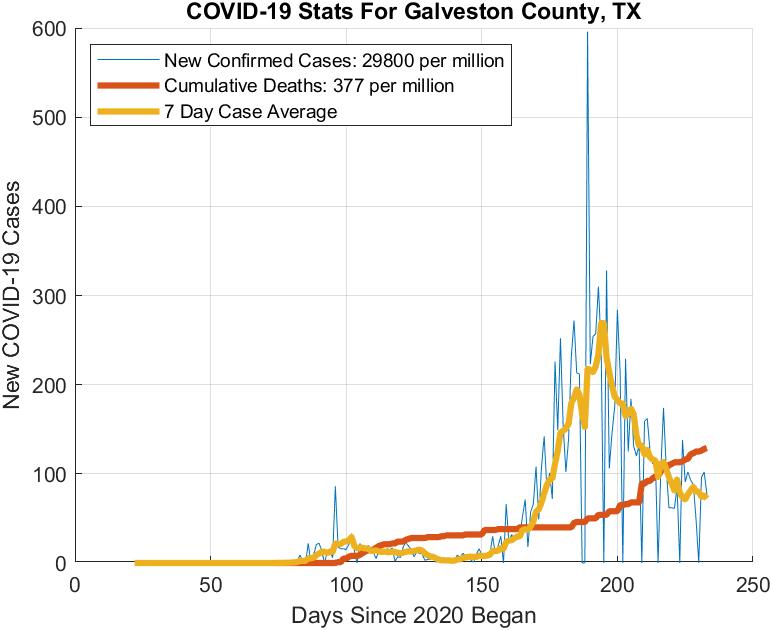 COVID-19 Stats For Galveston County, TX
New Confirmed Cases: 29800 per million
Cumulative Deaths: 377 per million
7 Day Case Average
New COVID-19 Cases
600
500
400
300
200
100
0
0 50 100 150 200 250
Days Since 2020 Began